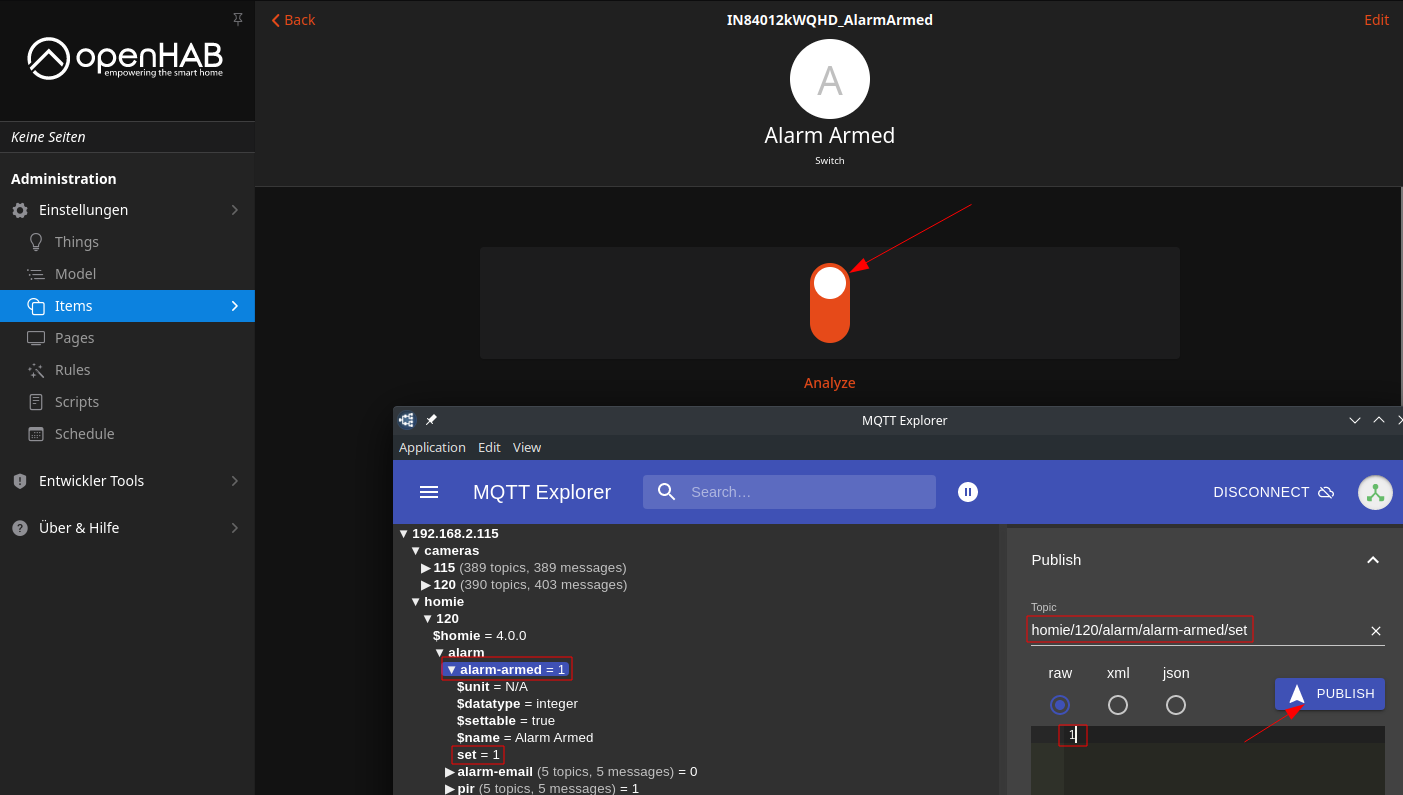 openHAB
empowering the smart home
Keine Seiten
Administration
Einstellungen
Things
Model
Items
Pages
Rules
Scripts
Schedule
Entwickler Tools
Über & Hilfe
Back
IN84012kWQHD_AlarmArmed
Edit
A
Alarm Armed
Switch
Analyze
MQTT Explorer
Application Edit View
MQTT Explorer
Search…
DISCONNECT
192.168.2.115
cameras
115 (389 topics, 389 messages)
120 (390 topics, 403 messages)
homie
120
$homie = 4.0.0
alarm
alarm-armed = 1
$unit = N/A
$datatype = integer
$settable = true
$name = Alarm Armed
set = 1
alarm-email (5 topics, 5 messages) = 0
pir (5 topics, 5 messages) = 1
Publish
Topic
homie/120/alarm/alarm-armed/set
raw xml json
PUBLISH
1